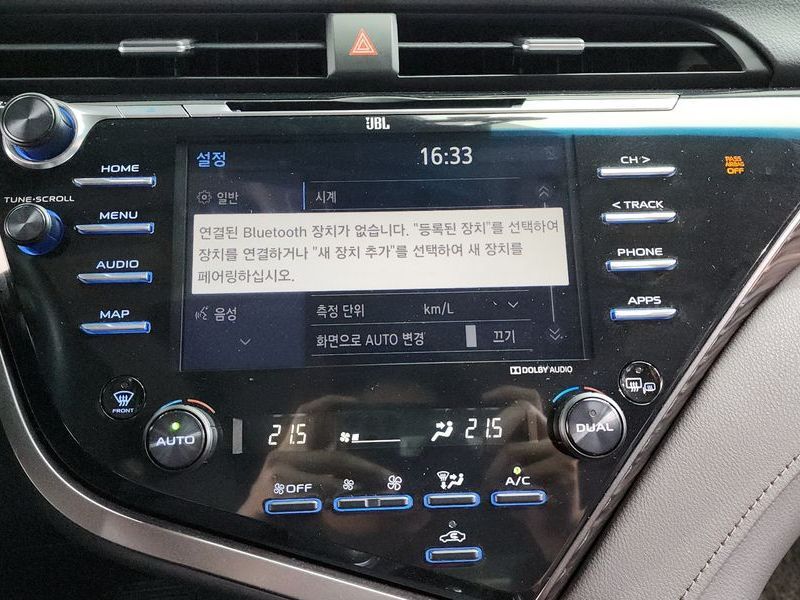 JBL
설정
16:33
HOME
CH >
PASS AIRBAG OFF
일반
시계
TUNE·SCROLL
< TRACK
MENU
연결된 Bluetooth 장치가 없습니다. "등록된 장치"를 선택하여
장치를 연결하거나 "새 장치 추가"를 선택하여 새 장치를
페어링하십시오.
AUDIO
PHONE
APPS
MAP
음성
측정 단위 km/L
화면으로 AUTO 변경 끄기
DOLBY AUDIO
FRONT
AUTO
21.5
21.5
DUAL
OFF
A/C